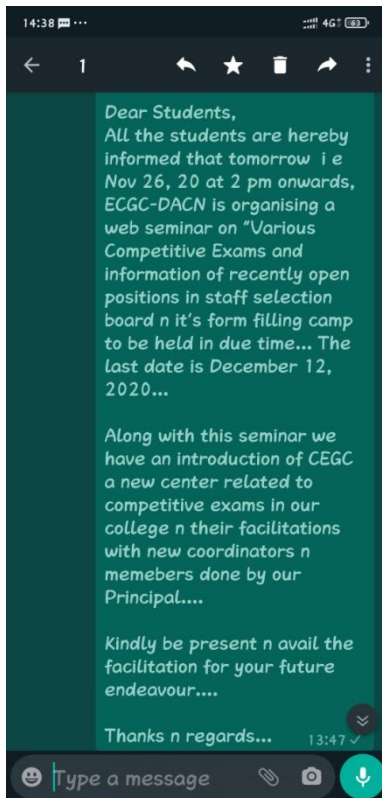 14:38 💬 ··· 4G 63
1
Dear Students,
All the students are hereby
informed that tomorrow i e
Nov 26, 20 at 2 pm onwards,
ECGC-DACN is organising a
web seminar on "Various
Competitive Exams and
information of recently open
positions in staff selection
board n it's form filling camp
to be held in due time... The
last date is December 12,
2020...
Along with this seminar we
have an introduction of CEGC
a new center related to
competitive exams in our
college n their facilitations
with new coordinators n
memebers done by our
Principal....
Kindly be present n avail the
facilitation for your future
endeavour....
Thanks n regards... 13:47
Type a message